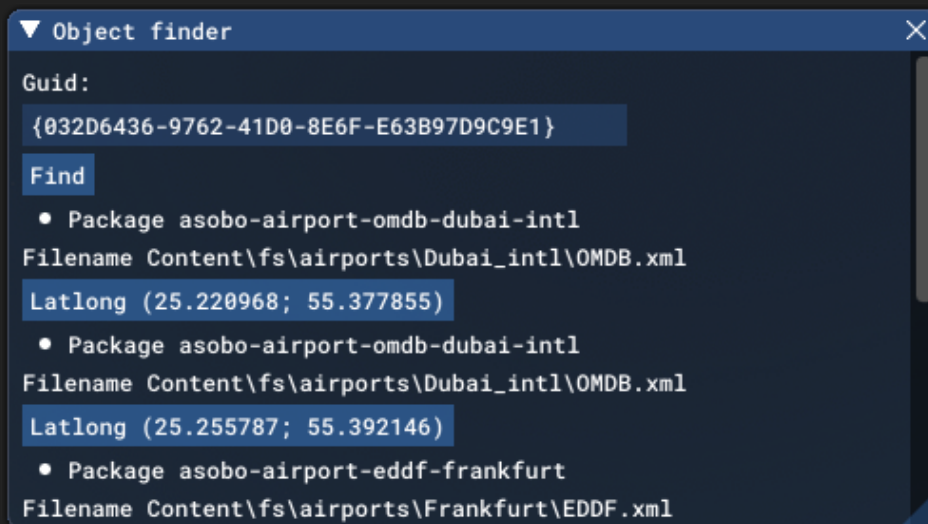 Object finder
Guid:
{032D6436-9762-41D0-8E6F-E63B97D9C9E1}
Find
Package asobo-airport-omdb-dubai-intl
Filename Content\fs\airports\Dubai_intl\OMDB.xml
Latlong (25.220968; 55.377855)
Package asobo-airport-omdb-dubai-intl
Filename Content\fs\airports\Dubai_intl\OMDB.xml
Latlong (25.255787; 55.392146)
Package asobo-airport-eddf-frankfurt
Filename Content\fs\airports\Frankfurt\EDDF.xml